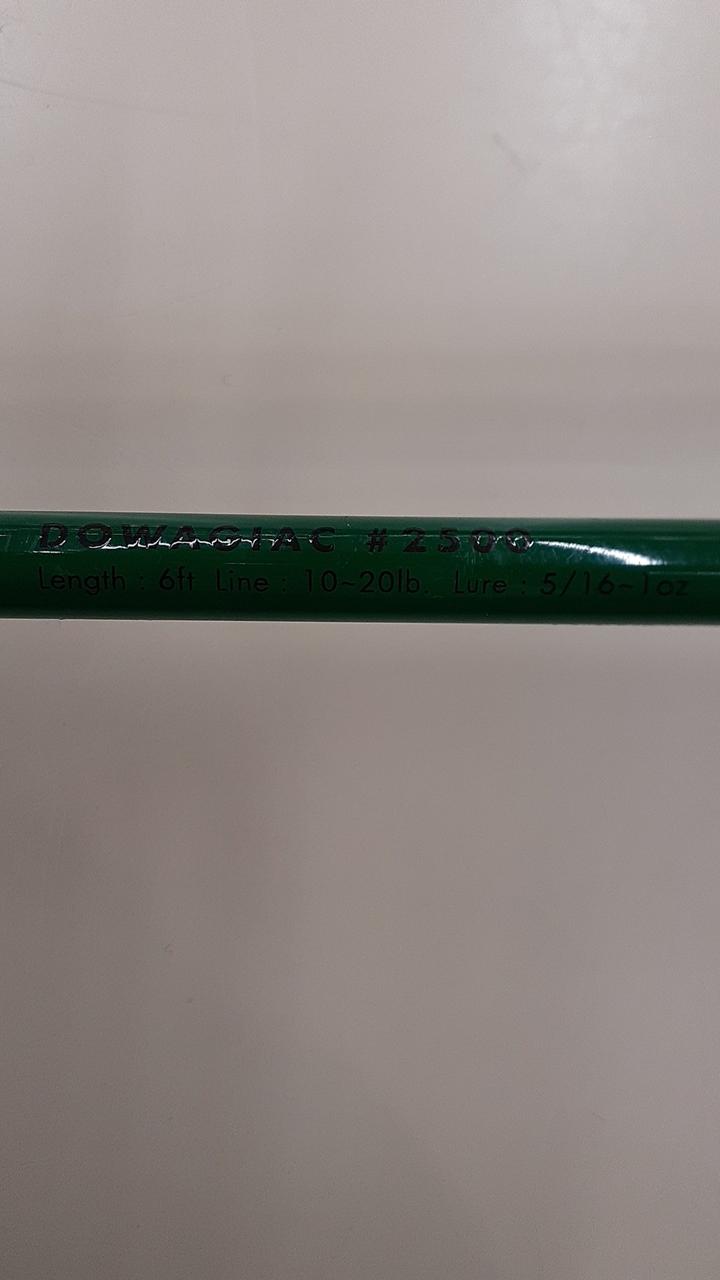 DOWAGIAC #2500
Length : 6ft Line : 10~20lb. Lure : 5/16~1oz